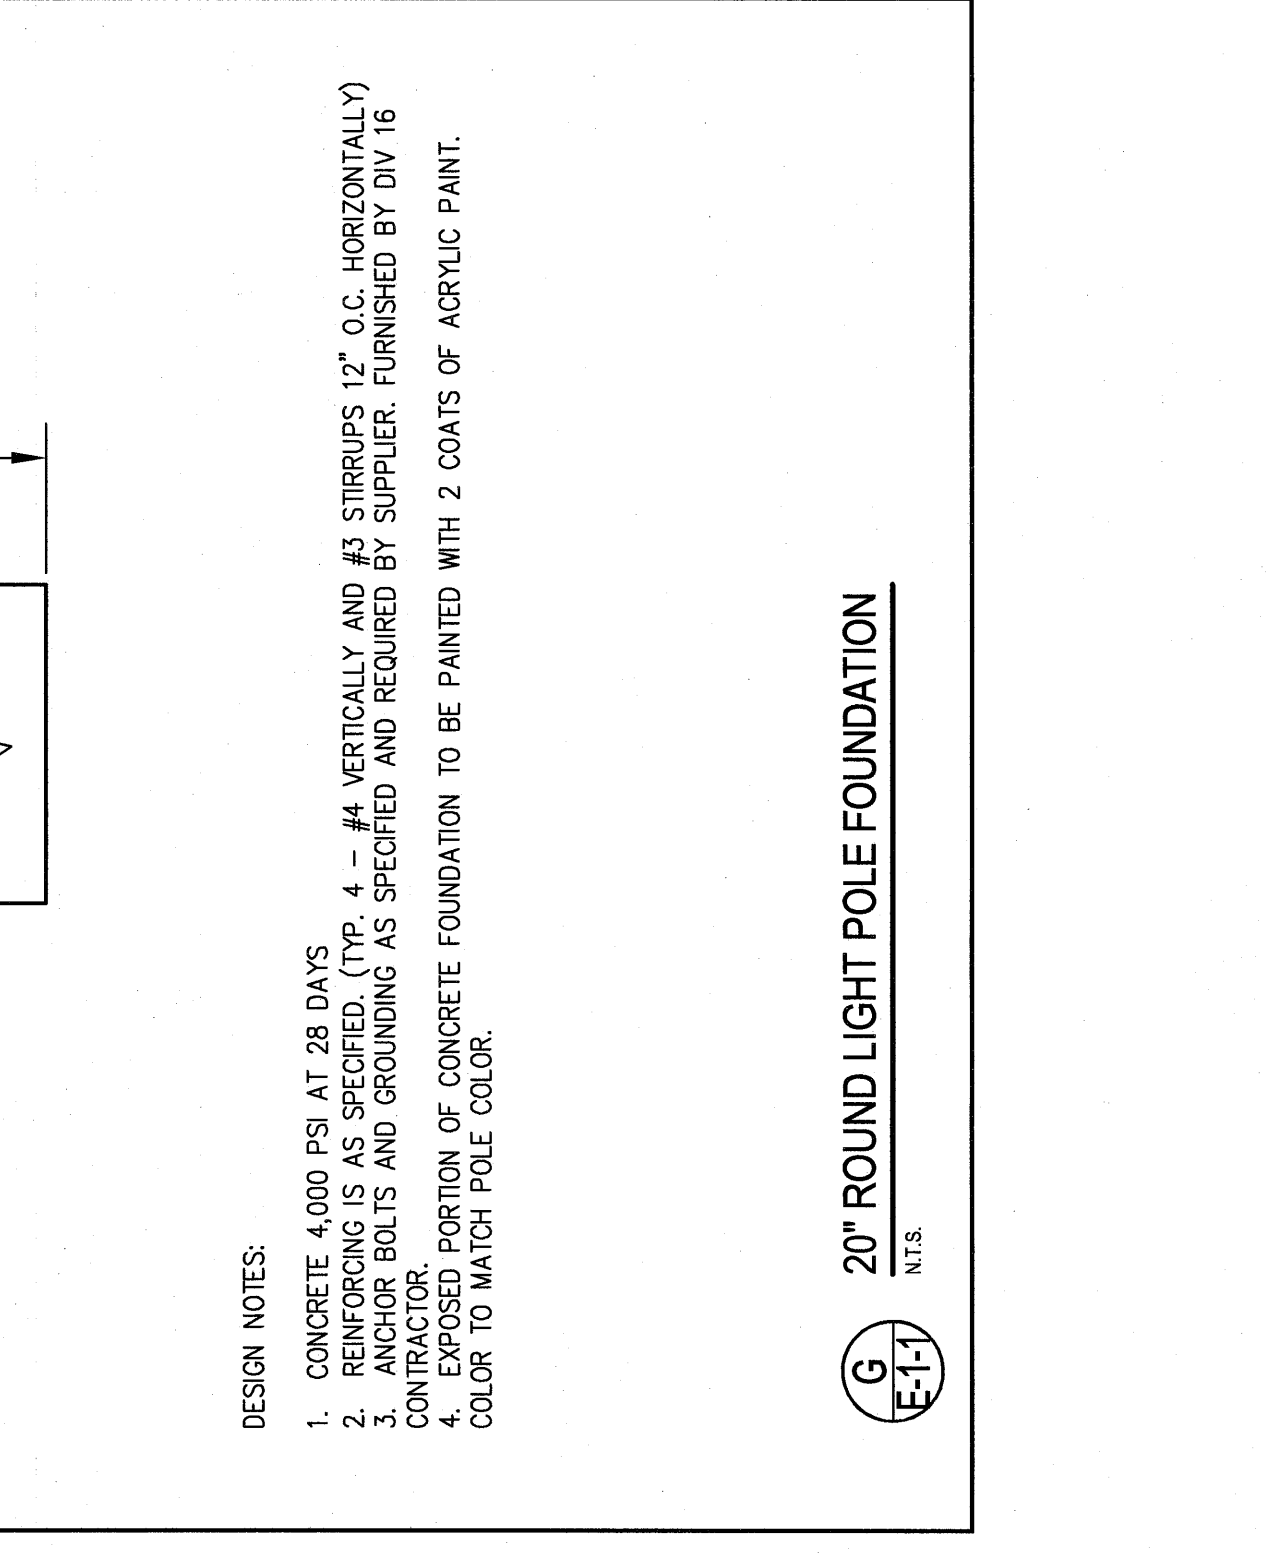 DESIGN NOTES:
1. CONCRETE 4,000 PSI AT 28 DAYS
2. REINFORCING IS AS SPECIFIED. (TYP. 4 - #4 VERTICALLY AND #3 STIRRUPS 12" O.C. HORIZONTALLY)
3. ANCHOR BOLTS AND GROUNDING AS SPECIFIED AND REQUIRED BY SUPPLIER. FURNISHED BY DIV 16
CONTRACTOR.
4. EXPOSED PORTION OF CONCRETE FOUNDATION TO BE PAINTED WITH 2 COATS OF ACRYLIC PAINT.
COLOR TO MATCH POLE COLOR.
G
E-1-1
20" ROUND LIGHT POLE FOUNDATION
N.T.S.